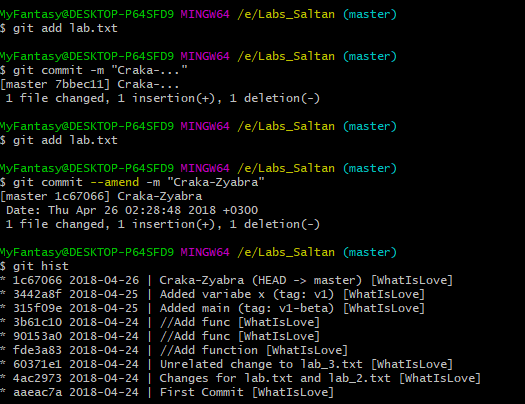 MyFantasy@DESKTOP-P64SFD9 MINGW64 /e/Labs_Saltan (master)
$ git add lab.txt
MyFantasy@DESKTOP-P64SFD9 MINGW64 /e/Labs_Saltan (master)
$ git commit -m "Craka-..."
[master 7bbec11] Craka-...
1 file changed, 1 insertion(+), 1 deletion(-)
MyFantasy@DESKTOP-P64SFD9 MINGW64 /e/Labs_Saltan (master)
$ git add lab.txt
MyFantasy@DESKTOP-P64SFD9 MINGW64 /e/Labs_Saltan (master)
$ git commit --amend -m "Craka-Zyabra"
[master 1c67066] Craka-Zyabra
Date: Thu Apr 26 02:28:48 2018 +0300
1 file changed, 1 insertion(+), 1 deletion(-)
MyFantasy@DESKTOP-P64SFD9 MINGW64 /e/Labs_Saltan (master)
$ git hist
* 1c67066 2018-04-26 | Craka-Zyabra (HEAD -> master) [WhatIsLove]
* 3442a8f 2018-04-25 | Added variabe x (tag: v1) [WhatIsLove]
* 315f09e 2018-04-25 | Added main (tag: v1-beta) [WhatIsLove]
* 3b61c10 2018-04-24 | //Add func [WhatIsLove]
* 90153a0 2018-04-24 | //Add func [WhatIsLove]
* fde3a83 2018-04-24 | //Add function [WhatIsLove]
* 60371e1 2018-04-24 | Unrelated change to lab_3.txt [WhatIsLove]
* 4ac2973 2018-04-24 | Changes for lab.txt and lab_2.txt [WhatIsLove]
* aaeac7a 2018-04-24 | First Commit [WhatIsLove]